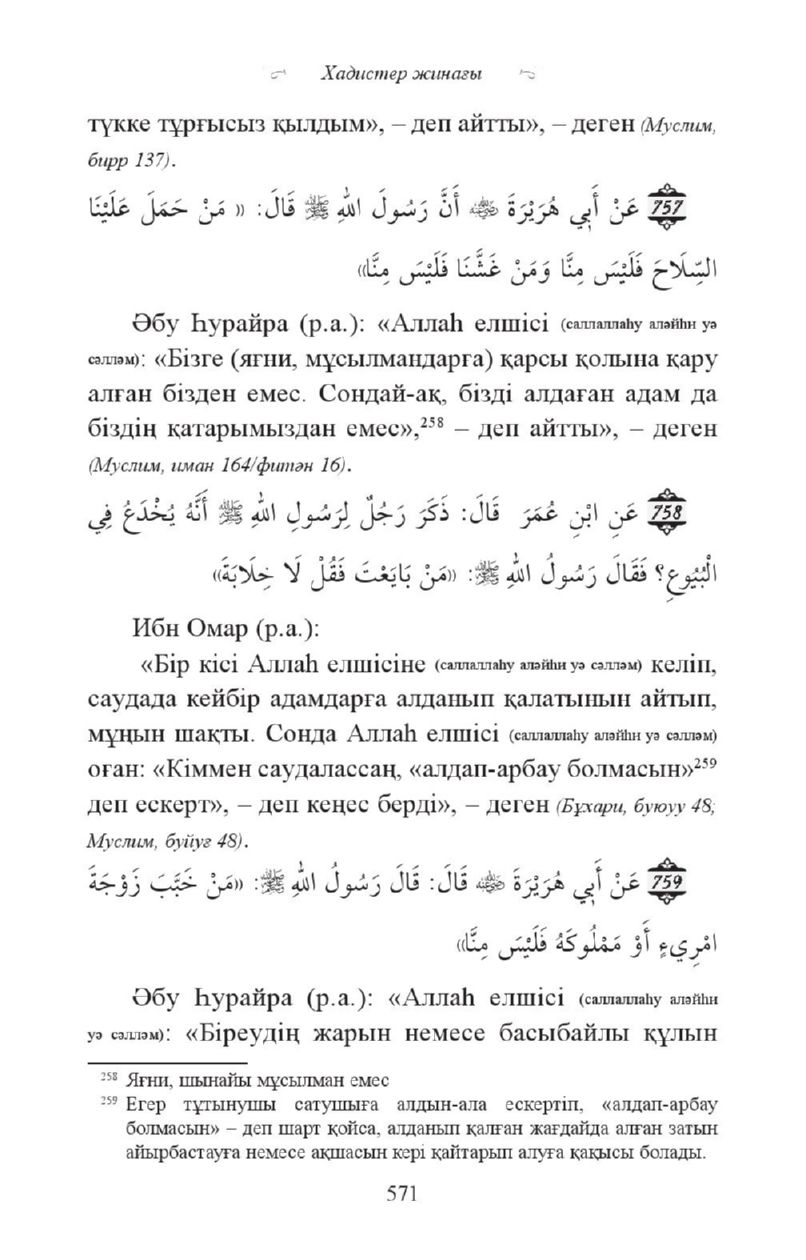 Хадистер жинағы
түкке тұрғысыз қылдым», – деп айтты», – деген (Муслим,
бирр 137).
757 عَنْ أَبِي هُرَيْرَةَ ﷺ أَنَّ رَسُولَ اللهِ ﷺ قَالَ: « مَنْ حَمَلَ عَلَيْنَا
السِّلَاحَ فَلَيْسَ مِنَّا وَمَنْ غَشَّنَا فَلَيْسَ مِنَّا»
Әбу Һурайра (р.а.): «Аллаһ елшісі (саллаллаһу аләйһи уә
сәлләм): «Бізге (яғни, мұсылмандарға) қарсы қолына қару
алған бізден емес. Сондай-ақ, бізді алдаған адам да
біздің қатарымыздан емес»,²⁵⁸ – деп айтты», – деген
(Муслим, иман 164/фитән 16).
758 عَنِ ابْنِ عُمَرَ قَالَ: ذَكَرَ رَجُلٌ لِرَسُولِ اللهِ ﷺ أَنَّهُ يُخْدَعُ فِي
الْبُيُوعِ؟ فَقَالَ رَسُولُ اللهِ ﷺ: «مَنْ بَايَعْتَ فَقُلْ لَا خِلَابَةَ»
Ибн Омар (р.а.):
«Бір кісі Аллаһ елшісіне (саллаллаһу аләйһи уә сәлләм) келіп,
саудада кейбір адамдарға алданып қалатынын айтып,
мұңын шақты. Сонда Аллаһ елшісі (саллаллаһу аләйһи уә сәлләм)
оған: «Кіммен саудалассаң, «алдап-арбау болмасын»²⁵⁹
деп ескерт», – деп кеңес берді», – деген (Бұхари, буюуу 48;
Муслим, буйуғ 48).
759 عَنْ أَبِي هُرَيْرَةَ ﷺ قَالَ: قَالَ رَسُولُ اللهِ ﷺ: «مَنْ خَبَّبَ زَوْجَةَ
امْرِيءٍ أَوْ مَمْلُوكَهُ فَلَيْسَ مِنَّا»
Әбу Һурайра (р.а.): «Аллаһ елшісі (саллаллаһу аләйһи
уә сәлләм): «Біреудің жарын немесе басыбайлы құлын
²⁵⁸ Яғни, шынайы мұсылман емес
²⁵⁹ Егер тұтынушы сатушыға алдын-ала ескертіп, «алдап-арбау
болмасын» – деп шарт қойса, алданып қалған жағдайда алған затын
айырбастауға немесе ақшасын кері қайтарып алуға қақысы болады.
571